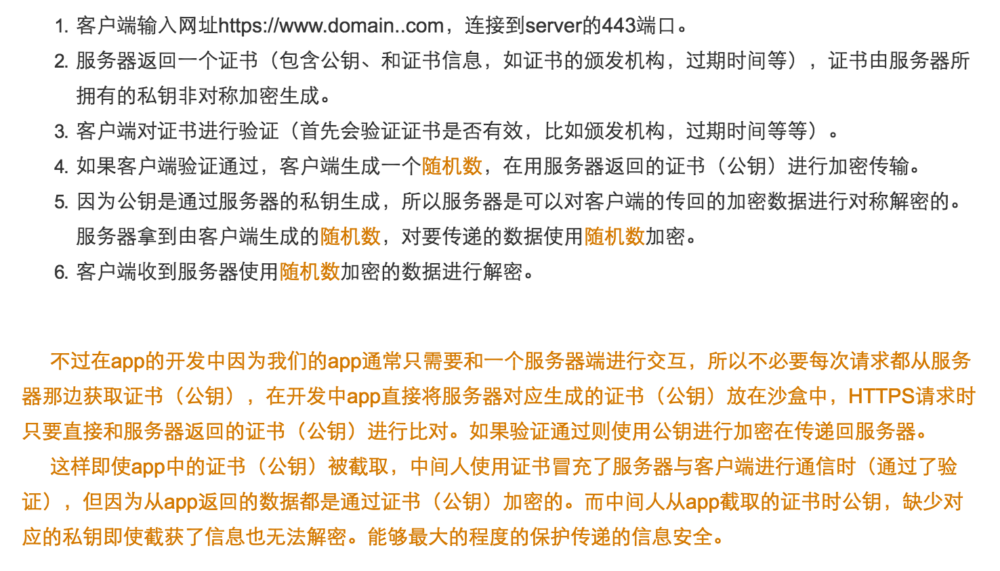 1. 客户端输入网址https://www.domain..com，连接到server的443端口。
2. 服务器返回一个证书（包含公钥、和证书信息，如证书的颁发机构，过期时间等），证书由服务器所
拥有的私钥非对称加密生成。
3. 客户端对证书进行验证（首先会验证证书是否有效，比如颁发机构，过期时间等等）。
4. 如果客户端验证通过，客户端生成一个随机数，在用服务器返回的证书（公钥）进行加密传输。
5. 因为公钥是通过服务器的私钥生成，所以服务器是可以对客户端的传回的加密数据进行对称解密的。
服务器拿到由客户端生成的随机数，对要传递的数据使用随机数加密。
6. 客户端收到服务器使用随机数加密的数据进行解密。
不过在app的开发中因为我们的app通常只需要和一个服务器端进行交互，所以不必要每次请求都从服务
器那边获取证书（公钥），在开发中app直接将服务器对应生成的证书（公钥）放在沙盒中，HTTPS请求时
只要直接和服务器返回的证书（公钥）进行比对。如果验证通过则使用公钥进行加密在传递回服务器。
这样即使app中的证书（公钥）被截取，中间人使用证书冒充了服务器与客户端进行通信时（通过了验
证），但因为从app返回的数据都是通过证书（公钥）加密的。而中间人从app截取的证书时公钥，缺少对
应的私钥即使截获了信息也无法解密。能够最大的程度的保护传递的信息安全。